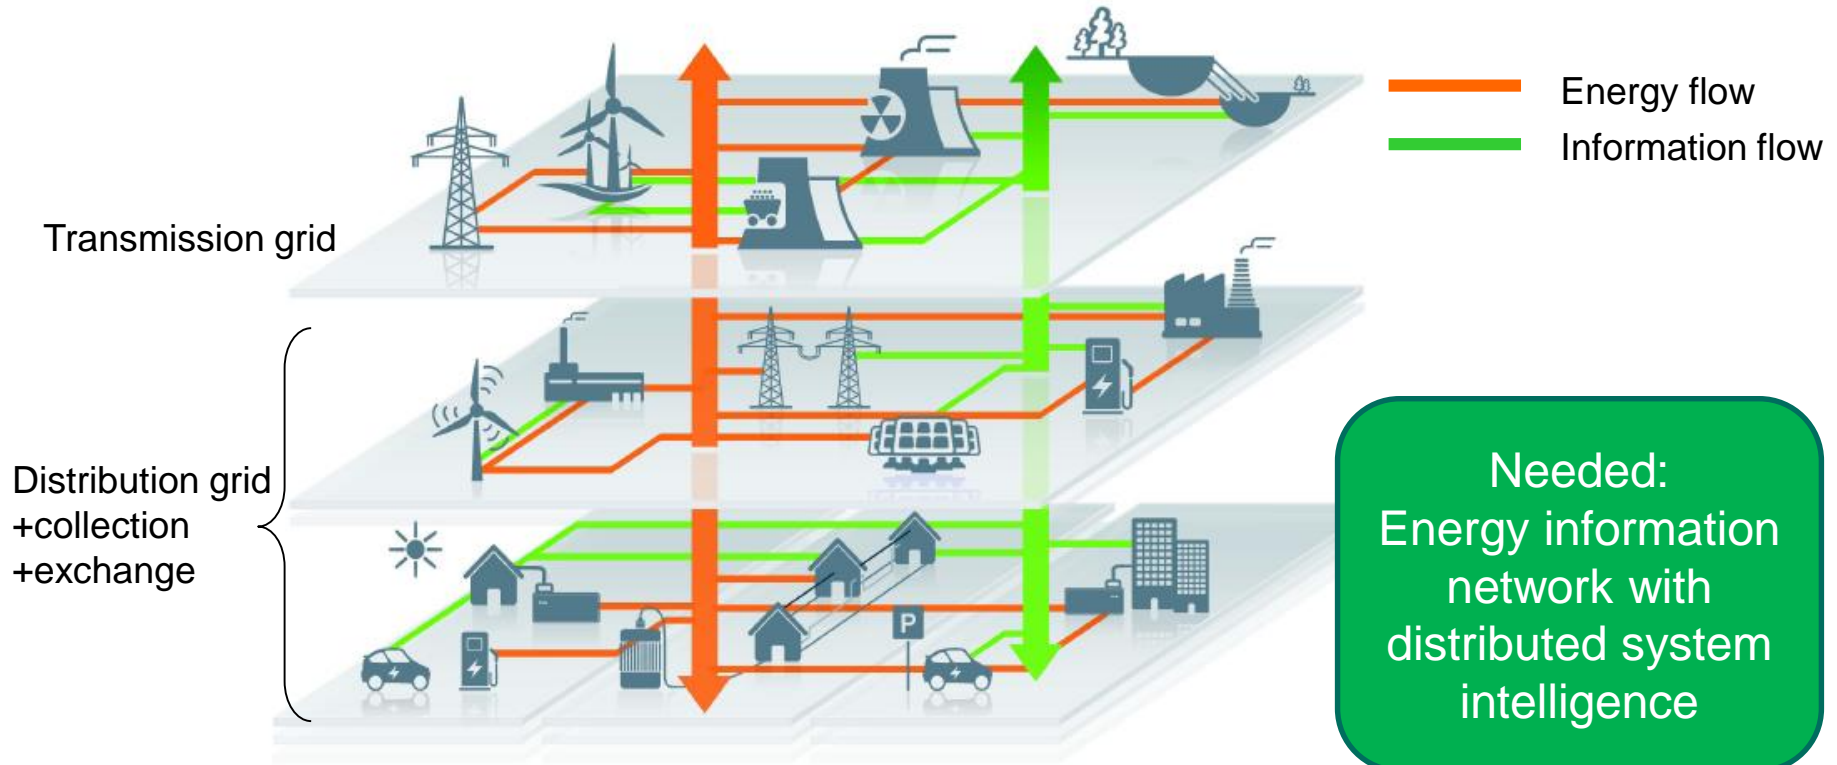 Energy flow
Information flow
Transmission grid
Distribution grid
+collection
+exchange
P
Needed:
Energy information
network with
distributed system
intelligence